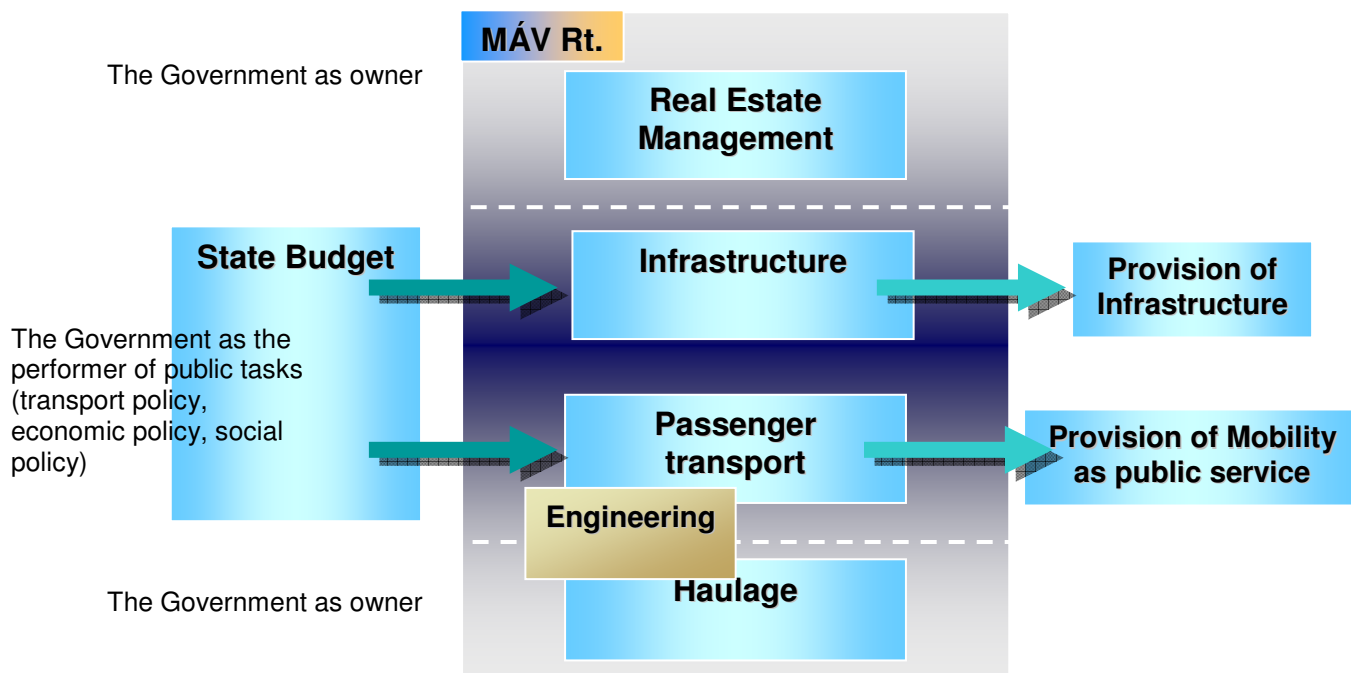 MÁV Rt.
The Government as owner
Real Estate
Management
State Budget
Infrastructure
Provision of
Infrastructure
The Government as the
performer of public tasks
(transport policy,
economic policy, social
policy)
Passenger
transport
Provision of Mobility
as public service
Engineering
Haulage
The Government as owner